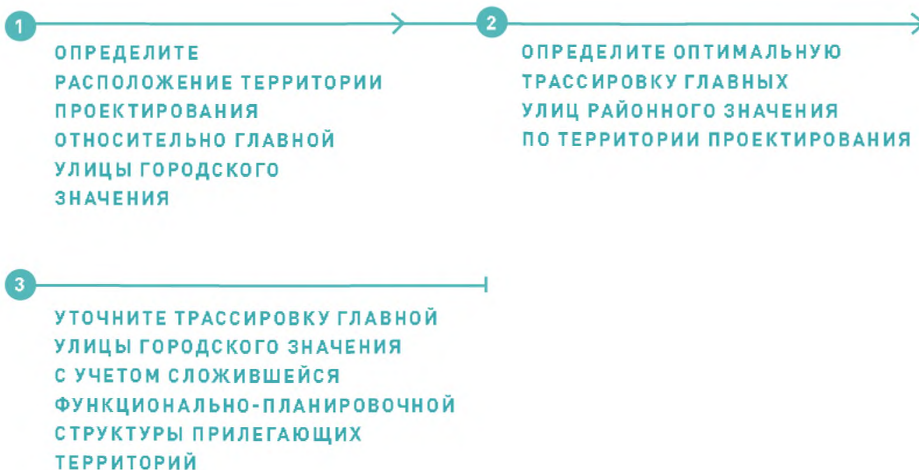 1
ОПРЕДЕЛИТЕ
РАСПОЛОЖЕНИЕ ТЕРРИТОРИИ
ПРОЕКТИРОВАНИЯ
ОТНОСИТЕЛЬНО ГЛАВНОЙ
УЛИЦЫ ГОРОДСКОГО
ЗНАЧЕНИЯ
2
ОПРЕДЕЛИТЕ ОПТИМАЛЬНУЮ
ТРАССИРОВКУ ГЛАВНЫХ
УЛИЦ РАЙОННОГО ЗНАЧЕНИЯ
ПО ТЕРРИТОРИИ ПРОЕКТИРОВАНИЯ
3
УТОЧНИТЕ ТРАССИРОВКУ ГЛАВНОЙ
УЛИЦЫ ГОРОДСКОГО ЗНАЧЕНИЯ
С УЧЕТОМ СЛОЖИВШЕЙСЯ
ФУНКЦИОНАЛЬНО-ПЛАНИРОВОЧНОЙ
СТРУКТУРЫ ПРИЛЕГАЮЩИХ
ТЕРРИТОРИЙ